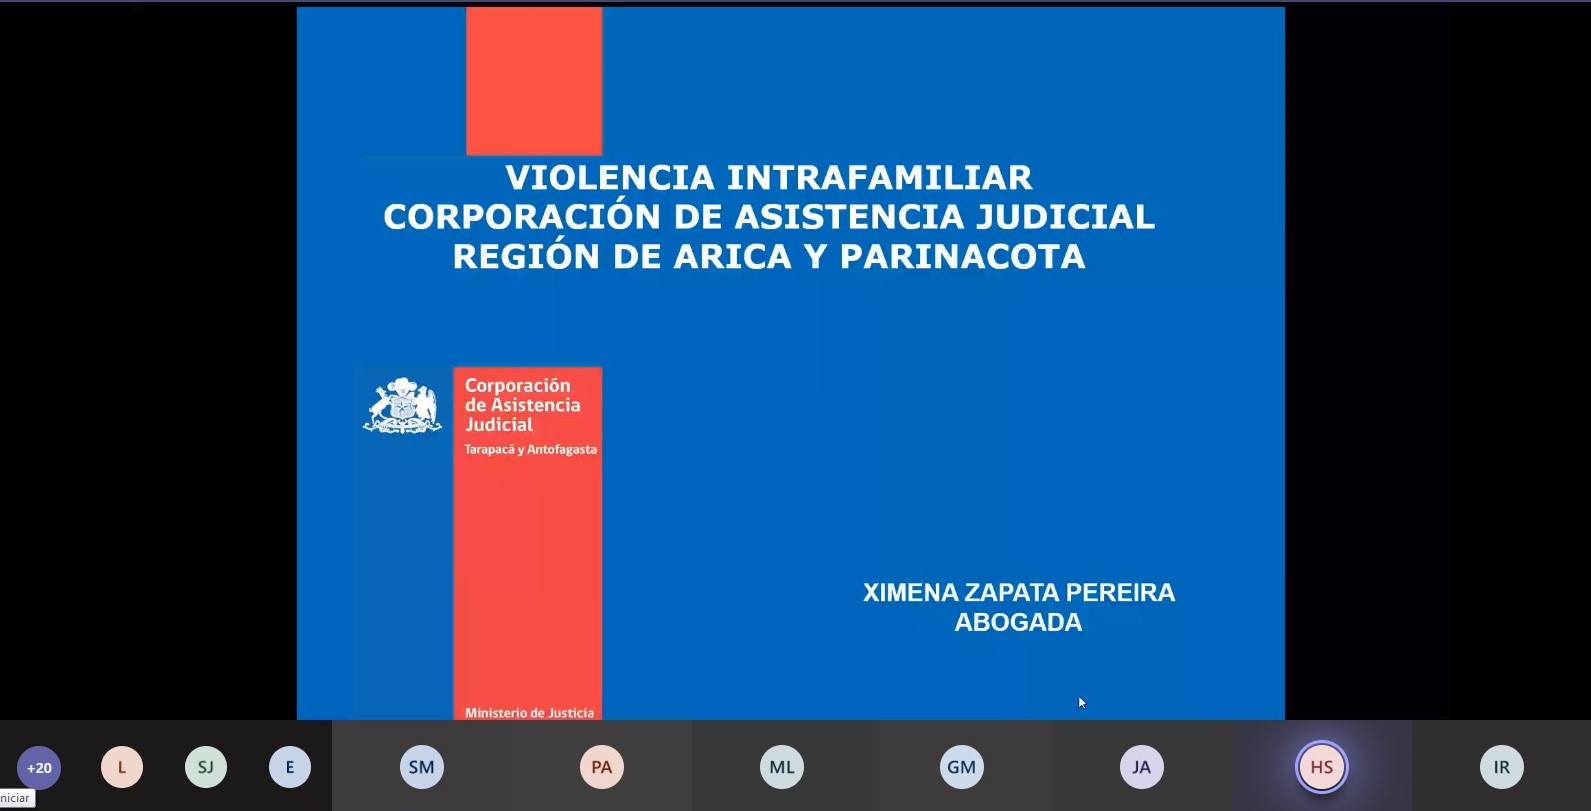 VIOLENCIA INTRAFAMILIAR
CORPORACIÓN DE ASISTENCIA JUDICIAL
REGIÓN DE ARICA Y PARINACOTA
Corporación
de Asistencia
Judicial
Tarapacá y Antofagasta
XIMENA ZAPATA PEREIRA
ABOGADA
Ministerio de Justicia
+20 L SJ E SM PA ML GM JA HS IR
niciar